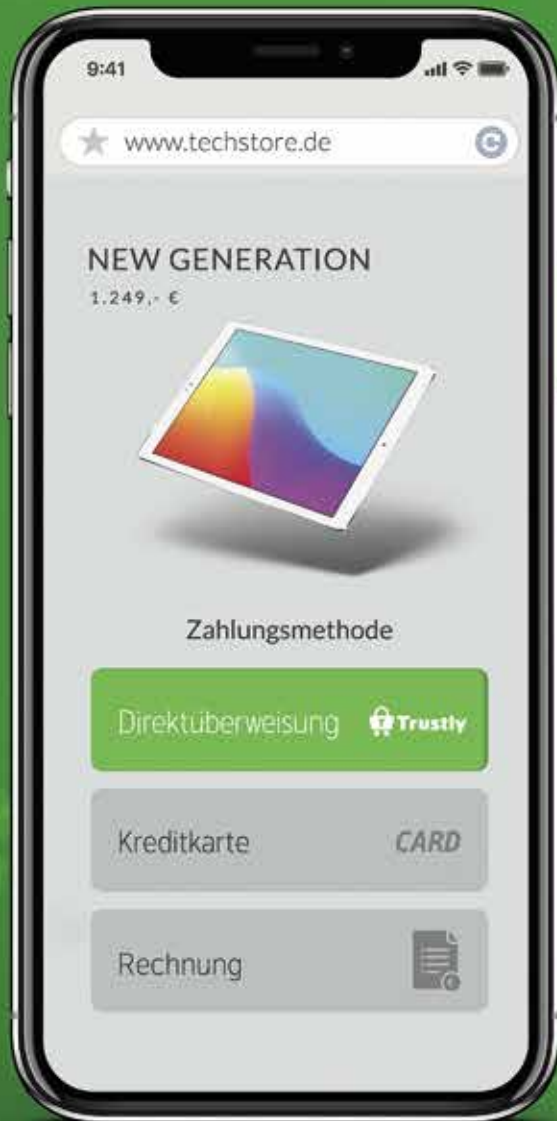 9:41
www.techstore.de
NEW GENERATION
1.249,- €
Zahlungsmethode
Direktüberweisung Trustly
Kreditkarte CARD
Rechnung